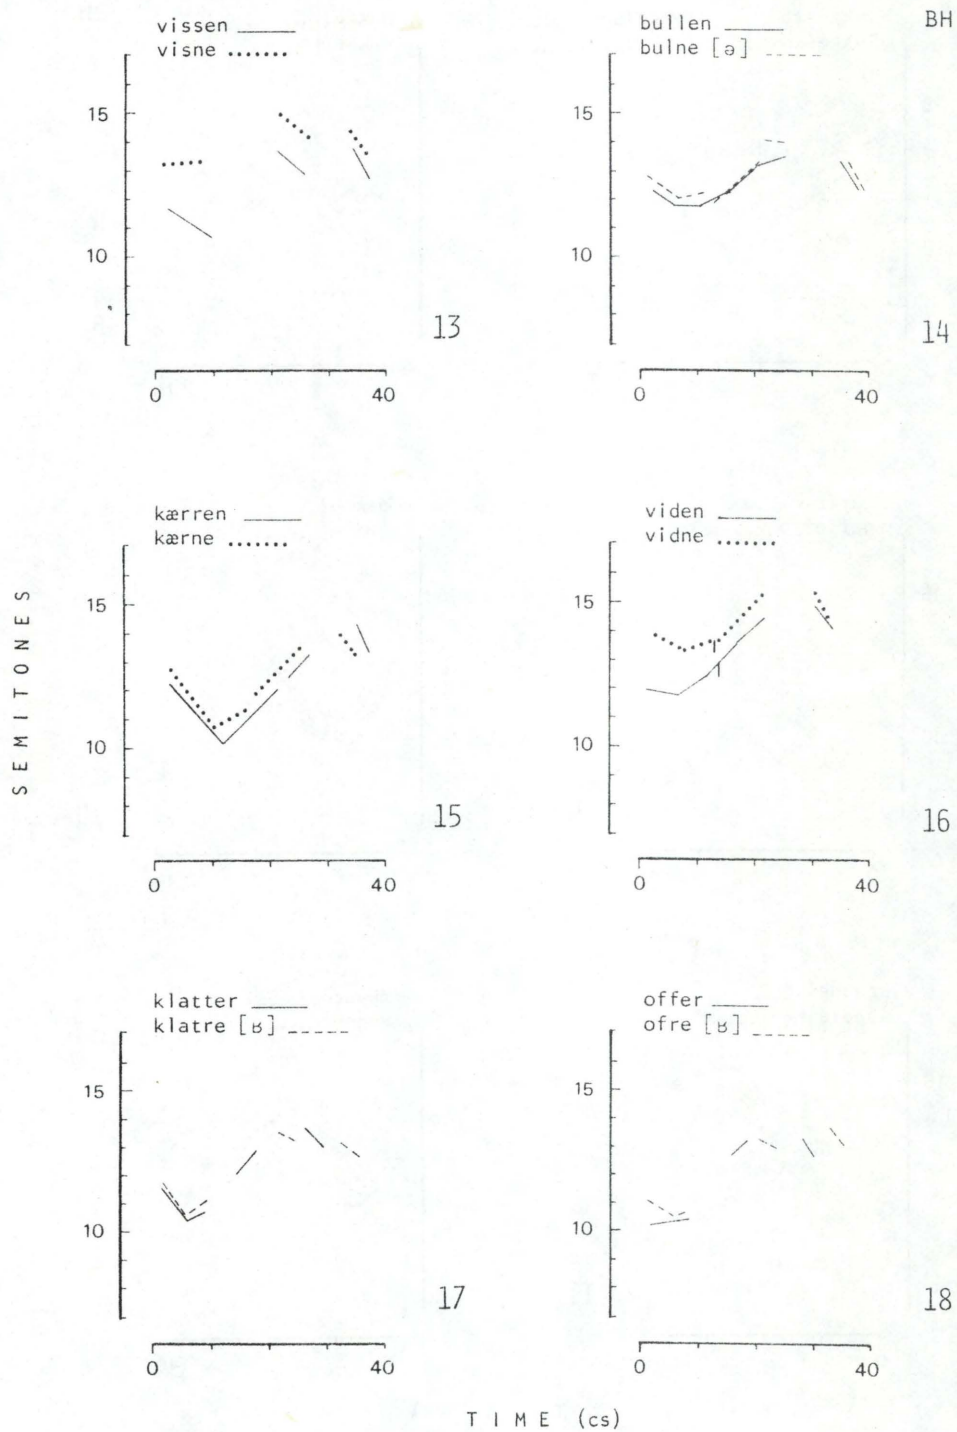 BH
vissen
visne
15
10
13
0 40
bullen
bulne [ə]
15
10
14
0 40
SEMITONES
kærren
kærne
15
10
15
0 40
viden
vidne
15
10
16
0 40
klatter
klatre [ʁ]
15
10
17
0 40
offer
ofre [ʁ]
15
10
18
0 40
TIME (cs)